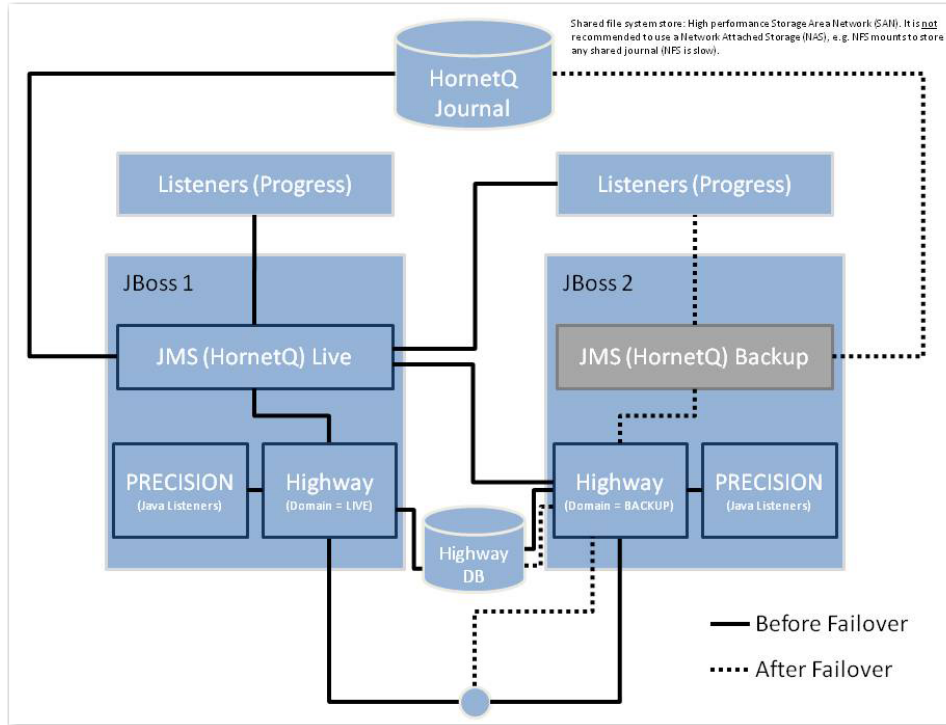 Shared file system store: High performance Storage Area Network (SAN). It is not
recommended to use a Network Attached Storage (NAS), e.g. NFS mounts to store
any shared journal (NFS is slow).
HornetQ
Journal
Listeners (Progress)
Listeners (Progress)
JBoss 1
JBoss 2
JMS (HornetQ) Live
JMS (HornetQ) Backup
PRECISION
(Java Listeners)
Highway
(Domain = LIVE)
Highway
(Domain = BACKUP)
PRECISION
(Java Listeners)
Highway
DB
Before Failover
After Failover